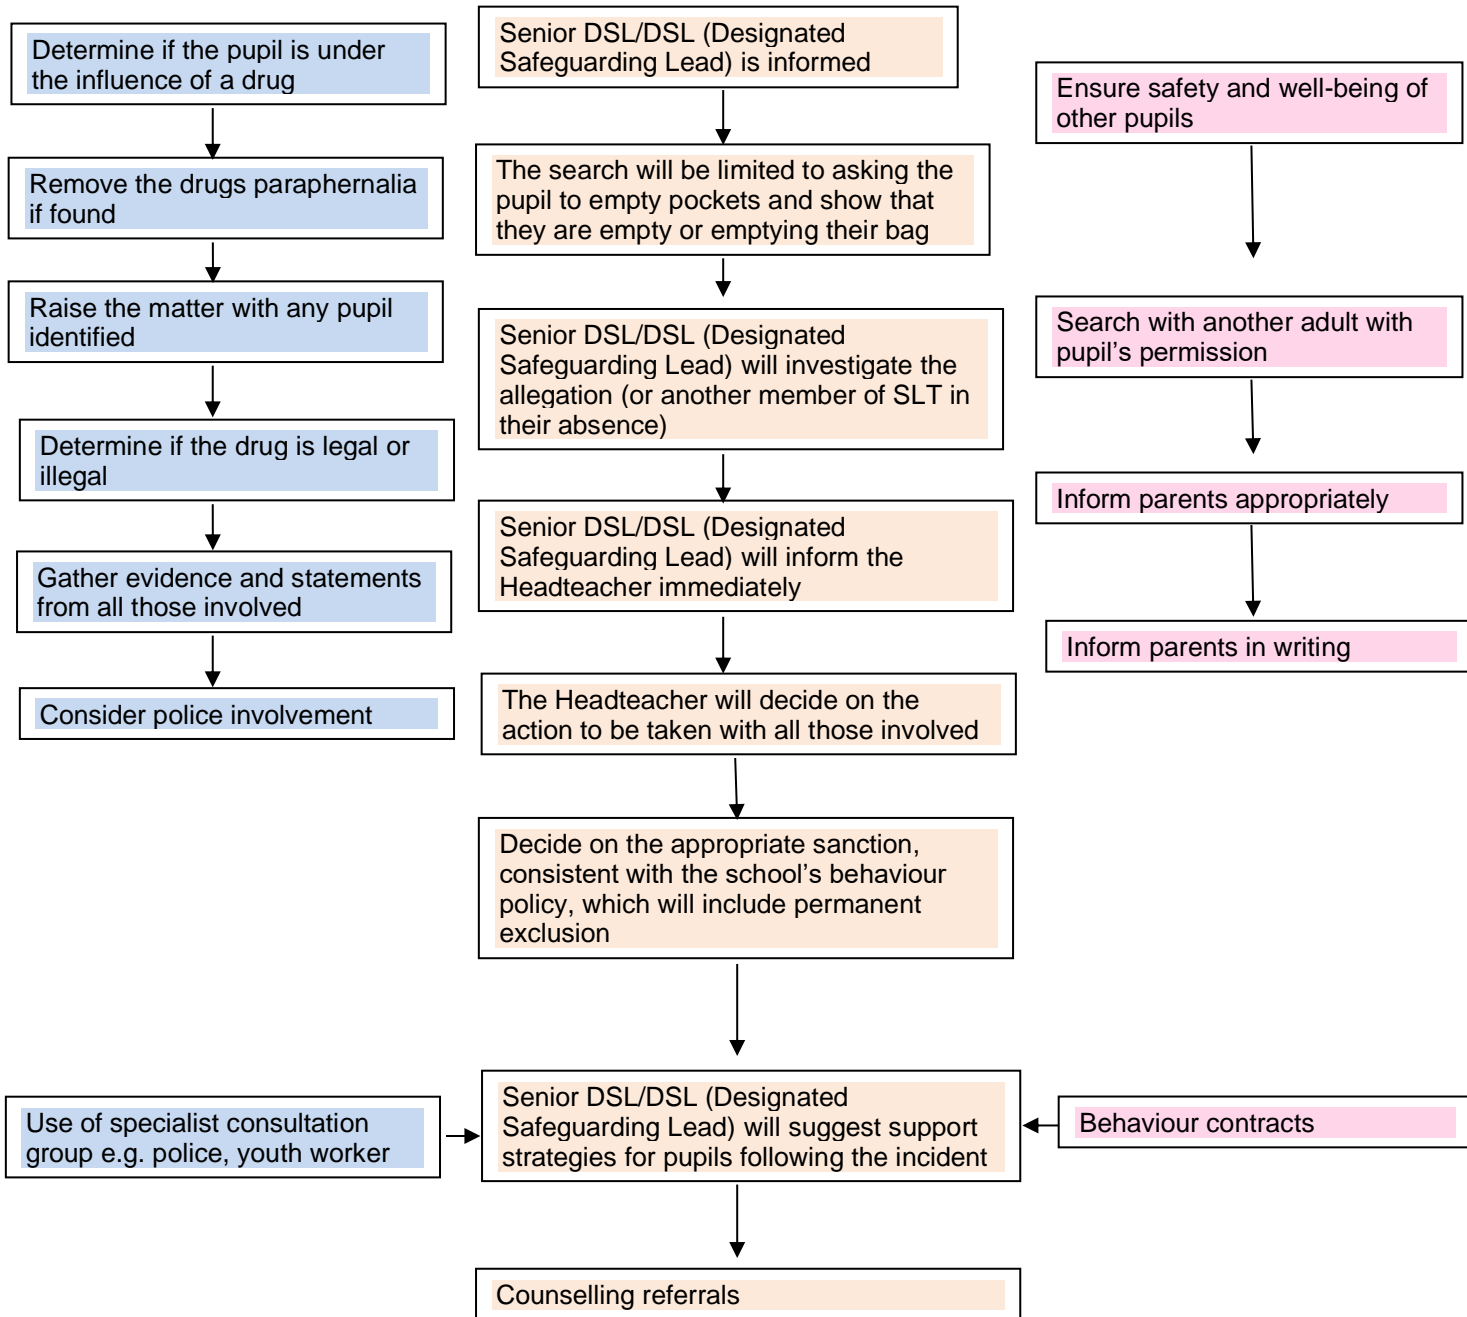 Determine if the pupil is under
the influence of a drug
Remove the drugs paraphernalia
if found
Raise the matter with any pupil
identified
Determine if the drug is legal or
illegal
Gather evidence and statements
from all those involved
Consider police involvement
Senior DSL/DSL (Designated
Safeguarding Lead) is informed
The search will be limited to asking the
pupil to empty pockets and show that
they are empty or emptying their bag
Senior DSL/DSL (Designated
Safeguarding Lead) will investigate the
allegation (or another member of SLT in
their absence)
Senior DSL/DSL (Designated
Safeguarding Lead) will inform the
Headteacher immediately
The Headteacher will decide on the
action to be taken with all those involved
Decide on the appropriate sanction,
consistent with the school’s behaviour
policy, which will include permanent
exclusion
Ensure safety and well-being of
other pupils
Search with another adult with
pupil’s permission
Inform parents appropriately
Inform parents in writing
Use of specialist consultation
group e.g. police, youth worker
Senior DSL/DSL (Designated
Safeguarding Lead) will suggest support
strategies for pupils following the incident
Behaviour contracts
Counselling referrals